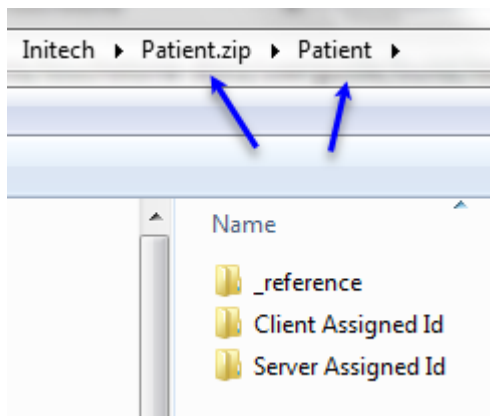 Initech ▸ Patient.zip ▸ Patient ▸
Name
_reference
Client Assigned Id
Server Assigned Id